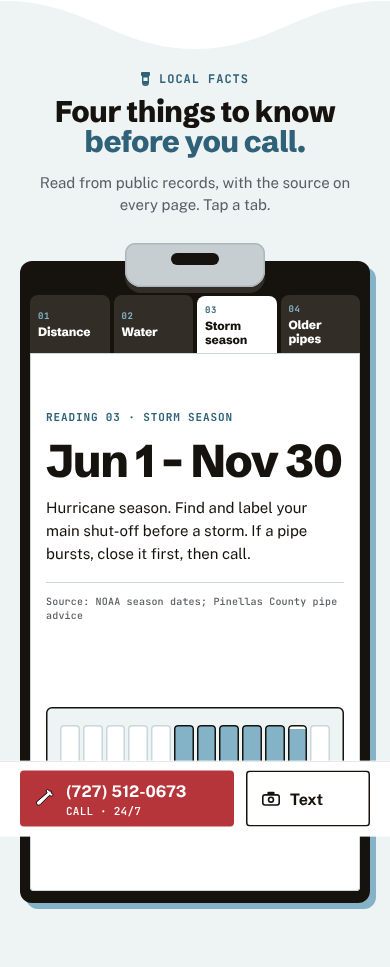 LOCAL FACTS
Four things to know
before you call.
Read from public records, with the source on
every page. Tap a tab.
01
Distance
02
Water
03
Storm
season
04
Older
pipes
READING 03 · STORM SEASON
Jun 1 – Nov 30
Hurricane season. Find and label your
main shut-off before a storm. If a pipe
bursts, close it first, then call.
Source: NOAA season dates; Pinellas County pipe
advice
(727) 512-0673
CALL · 24/7
Text